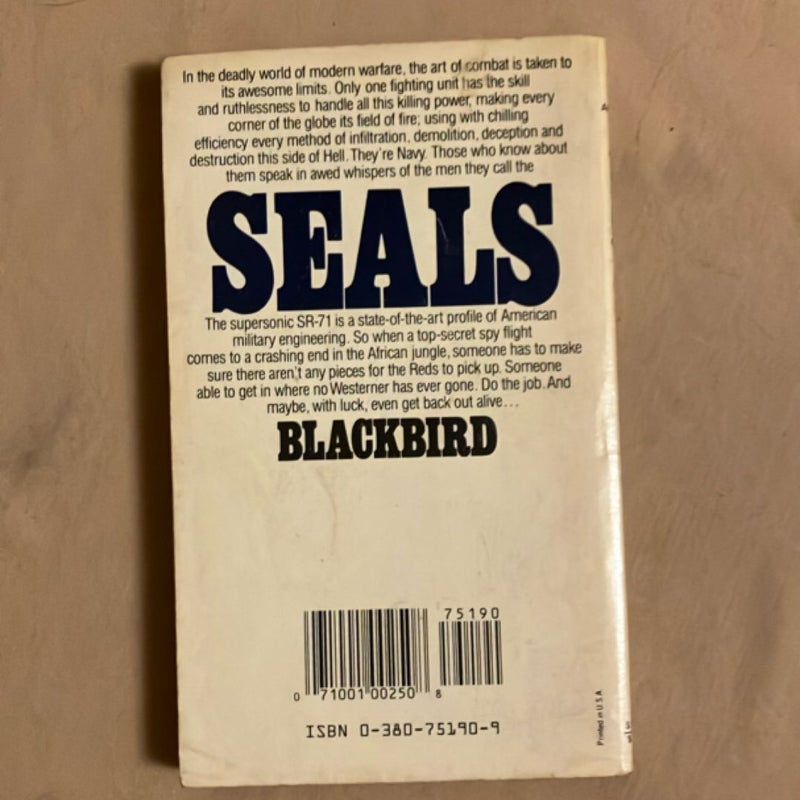 In the deadly world of modern warfare, the art of combat is taken to
its awesome limits. Only one fighting unit has the skill
and ruthlessness to handle all this killing power, making every
corner of the globe its field of fire; using with chilling
efficiency every method of infiltration, demolition, deception and
destruction this side of Hell. They're Navy. Those who know about
them speak in awed whispers of the men they call the
SEALS
The supersonic SR-71 is a state-of-the-art profile of American
military engineering. So when a top-secret spy flight
comes to a crashing end in the African jungle, someone has to make
sure there aren't any pieces for the Reds to pick up. Someone
able to get in where no Westerner has ever gone. Do the job. And
maybe, with luck, even get back out alive...
BLACKBIRD
75190
0 71001 00250 8
ISBN 0-380-75190-9
Printed in U.S.A.